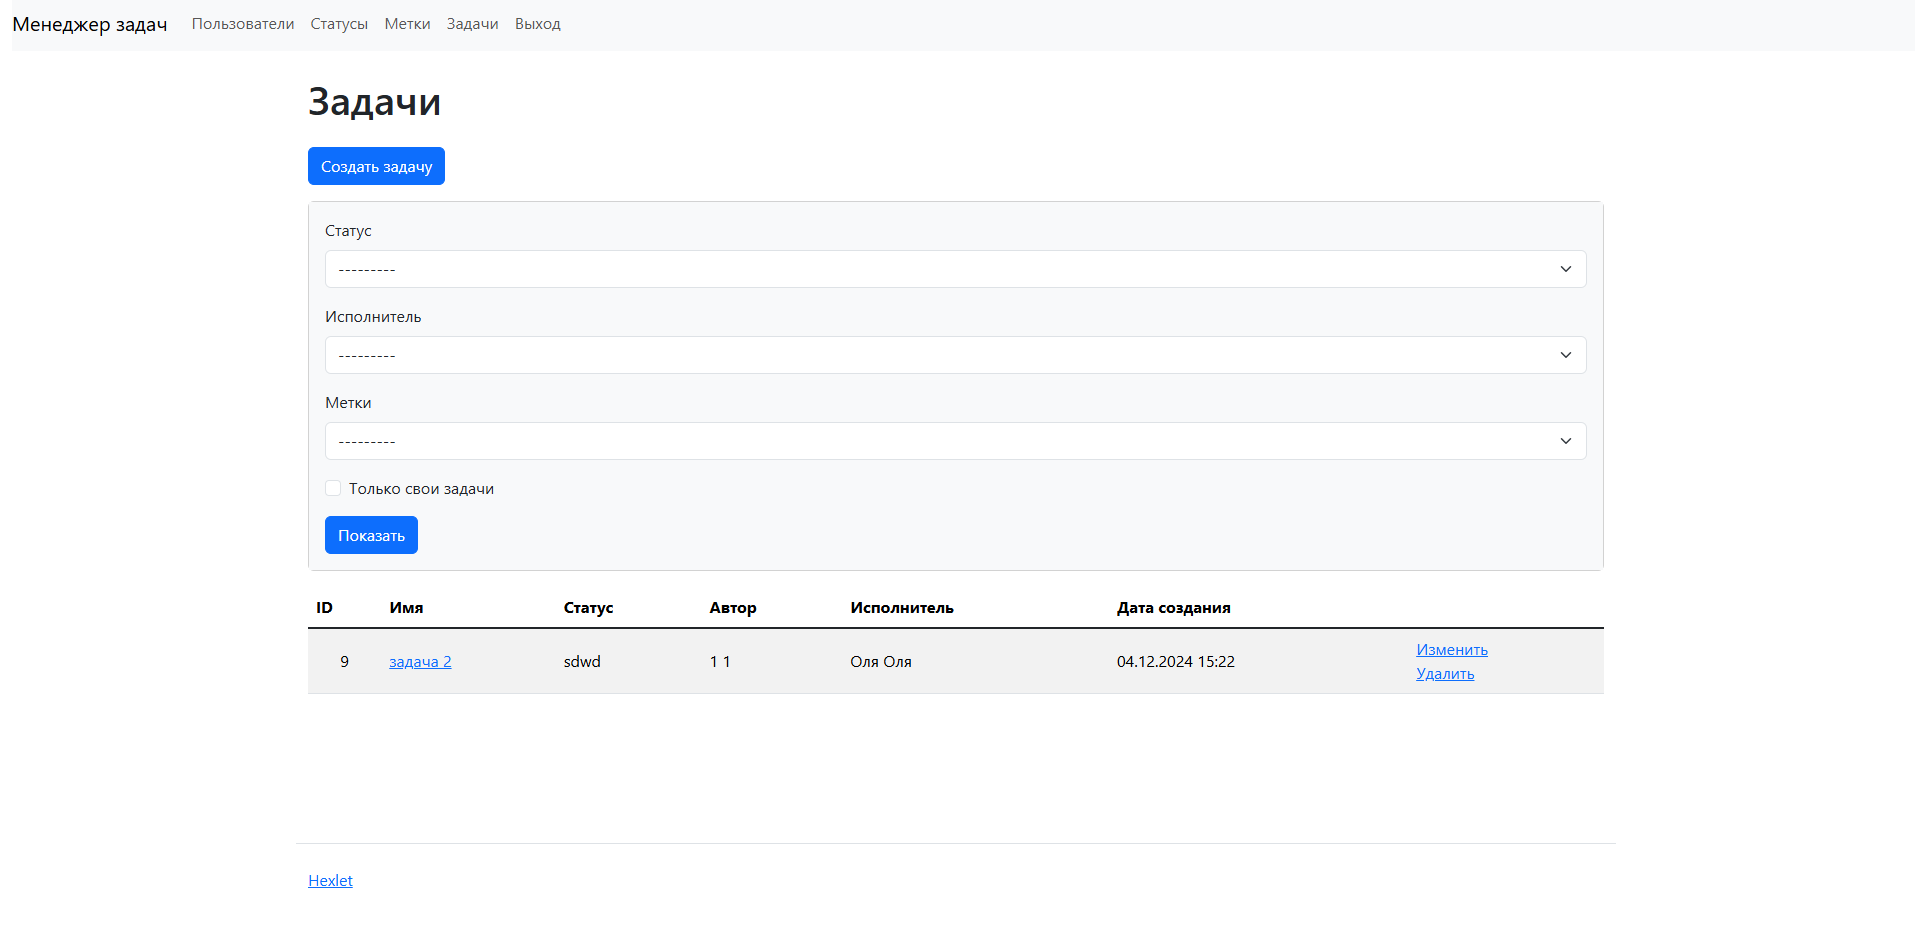 Менеджер задач Пользователи Статусы Метки Задачи Выход
Задачи
Создать задачу
Статус
---------
Исполнитель
---------
Метки
---------
Только свои задачи
Показать
ID Имя Статус Автор Исполнитель Дата создания
9 задача 2 sdwd 1 1 Оля Оля 04.12.2024 15:22 Изменить
Удалить
Hexlet